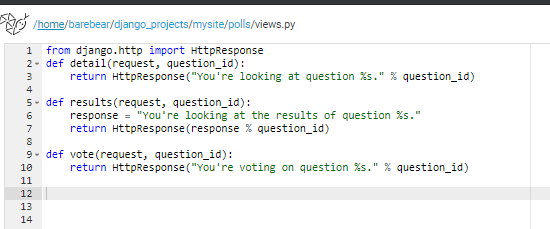 /home/barebear/django_projects/mysite/polls/views.py
1 from django.http import HttpResponse
2 def detail(request, question_id):
3     return HttpResponse("You're looking at question %s." % question_id)
4
5 def results(request, question_id):
6     response = "You're looking at the results of question %s."
7     return HttpResponse(response % question_id)
8
9 def vote(request, question_id):
10     return HttpResponse("You're voting on question %s." % question_id)
11
12
13
14